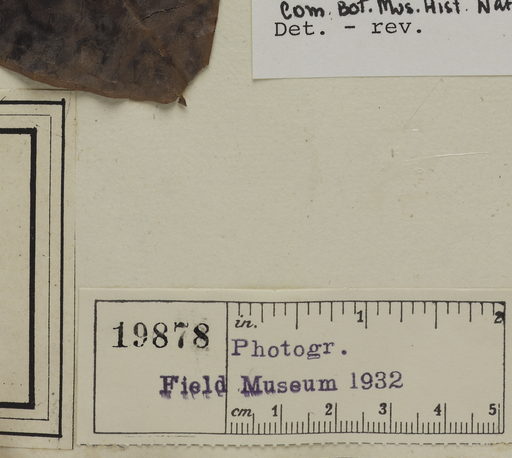 Com. Bot. Mus. Hist. Nat
Det. - rev.
19878
in. 1 2
Photogr.
Field Museum 1932
cm 1 2 3 4 5